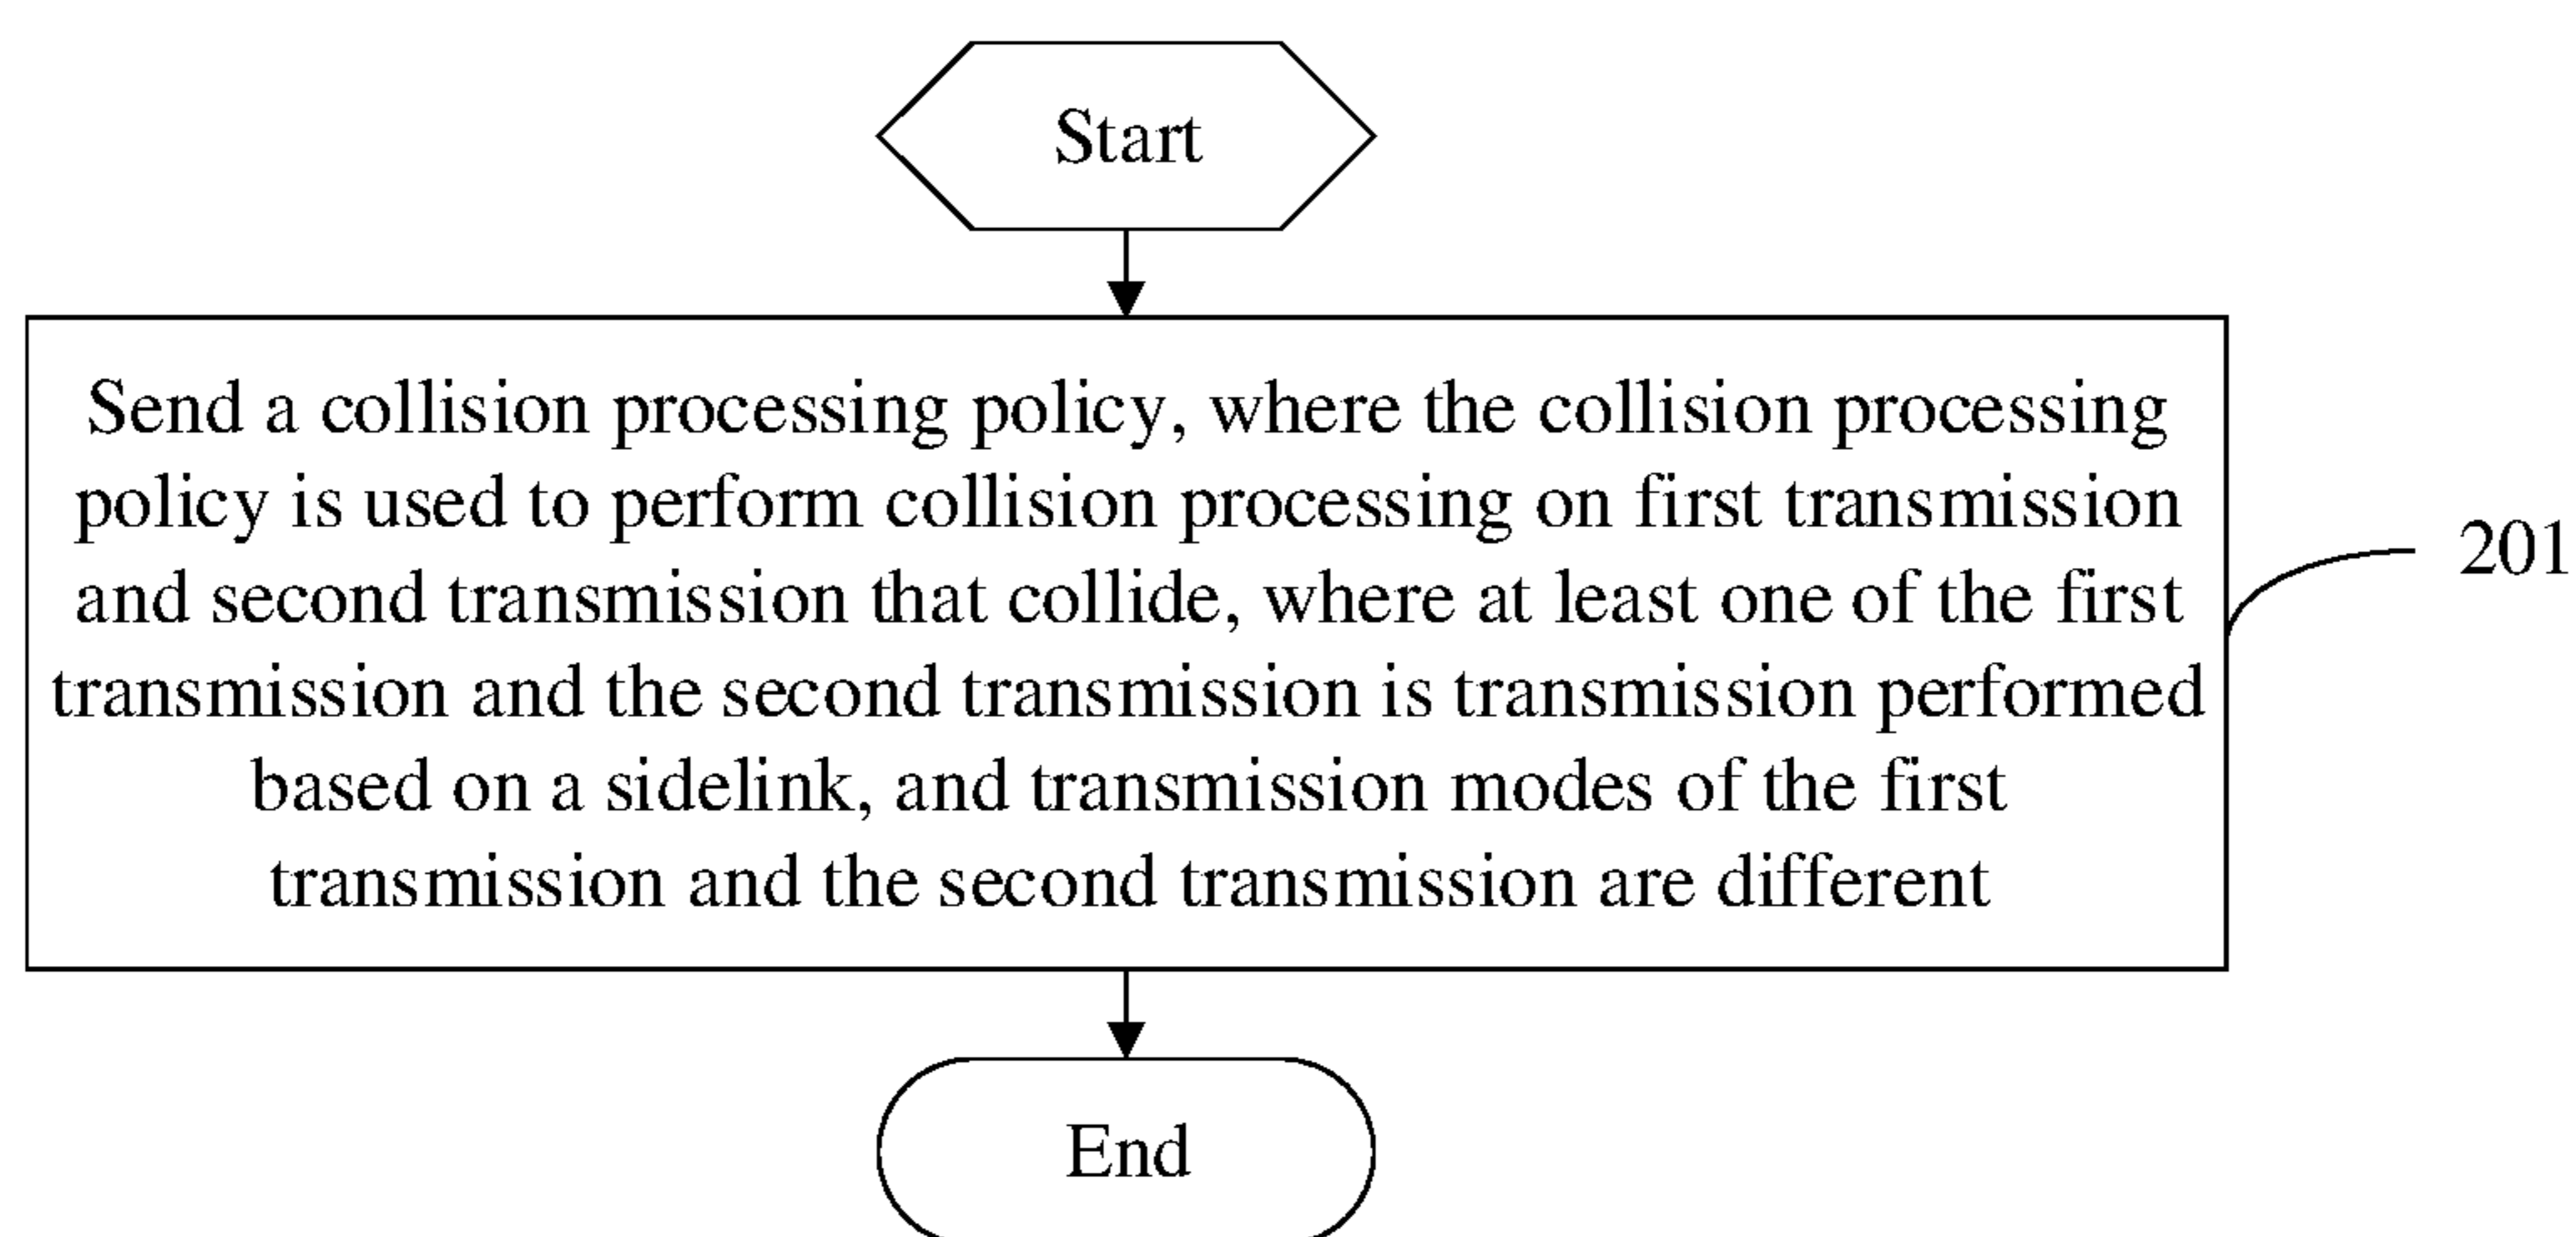 Start
Send a collision processing policy, where the collision processing
policy is used to perform collision processing on first transmission
and second transmission that collide, where at least one of the first
transmission and the second transmission is transmission performed
based on a sidelink, and transmission modes of the first
transmission and the second transmission are different
201
End